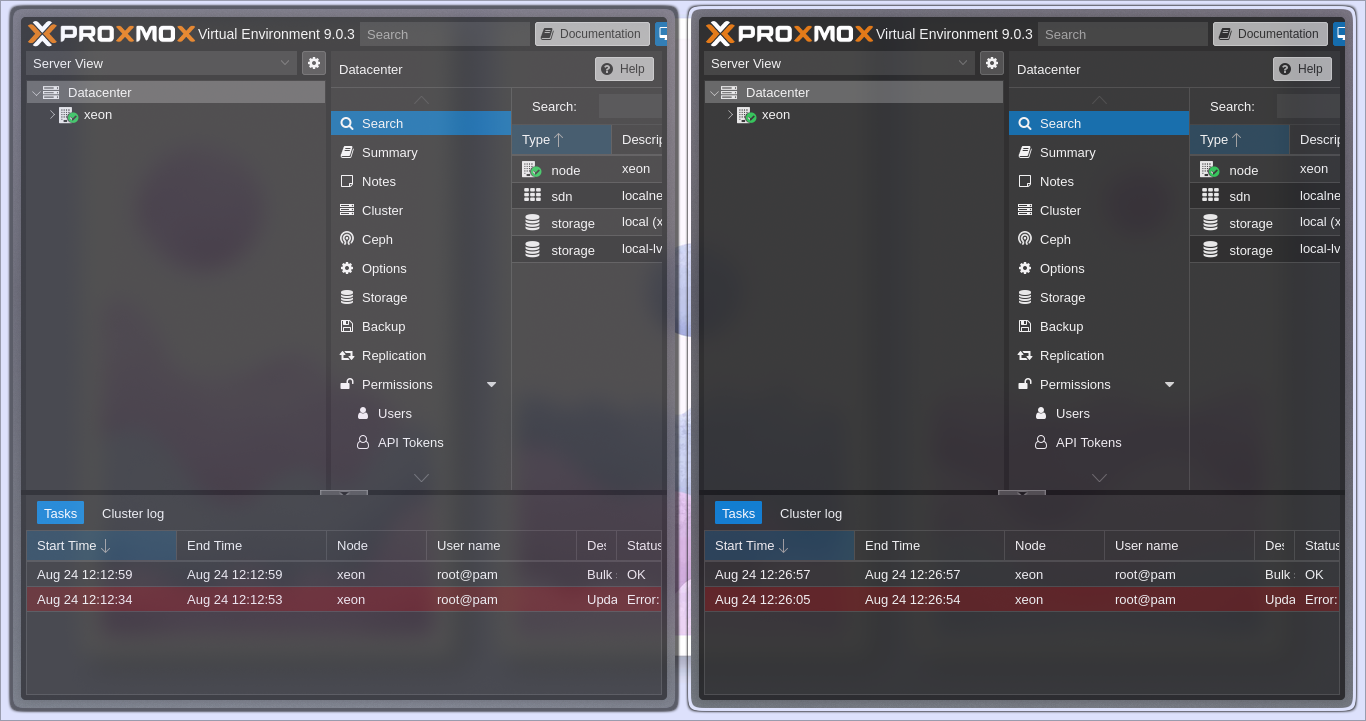 PROXMOX Virtual Environment 9.0.3 Search Documentation
Server View
Datacenter Help
Datacenter
xeon
Search:
Search
Summary
Notes
Cluster
Ceph
Options
Storage
Backup
Replication
Permissions
Users
API Tokens
Type Descrip
node xeon
sdn localne
storage local (x
storage local-lv
Tasks Cluster log
Start Time End Time Node User name Des Status
Aug 24 12:12:59 Aug 24 12:12:59 xeon root@pam Bulk OK
Aug 24 12:12:34 Aug 24 12:12:53 xeon root@pam Upda Error:
PROXMOX Virtual Environment 9.0.3 Search Documentation
Server View
Datacenter Help
Datacenter
xeon
Search:
Search
Summary
Notes
Cluster
Ceph
Options
Storage
Backup
Replication
Permissions
Users
API Tokens
Type Descrip
node xeon
sdn localne
storage local (x
storage local-lv
Tasks Cluster log
Start Time End Time Node User name Des Status
Aug 24 12:26:57 Aug 24 12:26:57 xeon root@pam Bulk OK
Aug 24 12:26:05 Aug 24 12:26:54 xeon root@pam Upda Error: